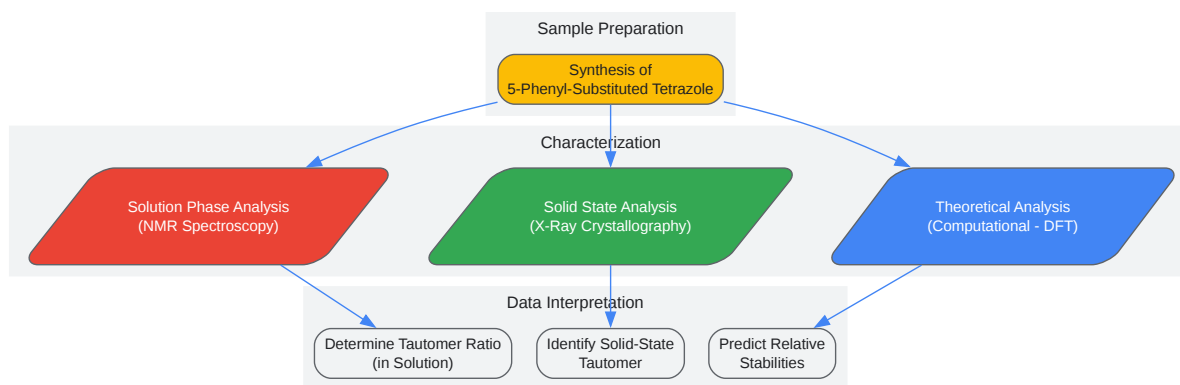 Sample Preparation
Synthesis of
5-Phenyl-Substituted Tetrazole
Characterization
Solution Phase Analysis
(NMR Spectroscopy)
Solid State Analysis
(X-Ray Crystallography)
Theoretical Analysis
(Computational - DFT)
Data Interpretation
Determine Tautomer Ratio
(in Solution)
Identify Solid-State
Tautomer
Predict Relative
Stabilities